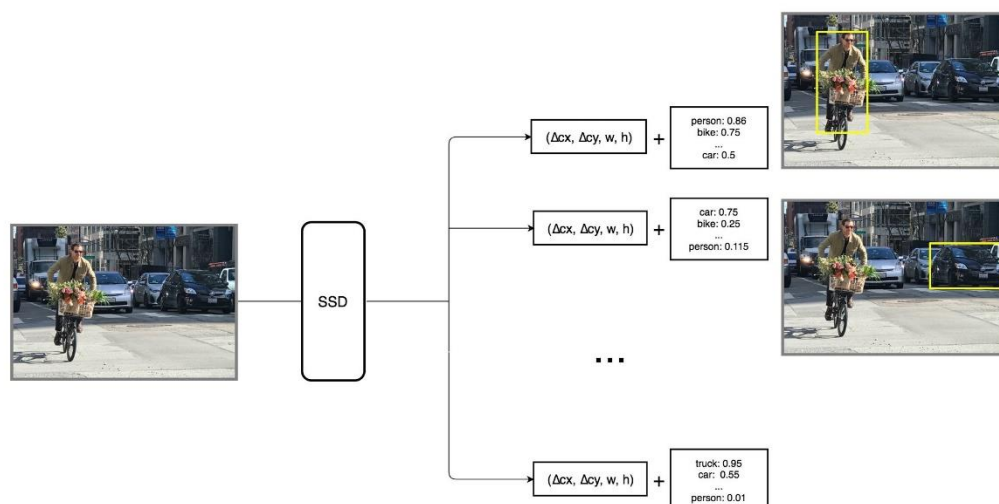 SSD
(Δcx, Δcy, w, h)
+
person: 0.86
bike: 0.75
...
car: 0.5
(Δcx, Δcy, w, h)
+
car: 0.75
bike: 0.25
...
person: 0.115
...
(Δcx, Δcy, w, h)
+
truck: 0.95
car: 0.55
...
person: 0.01